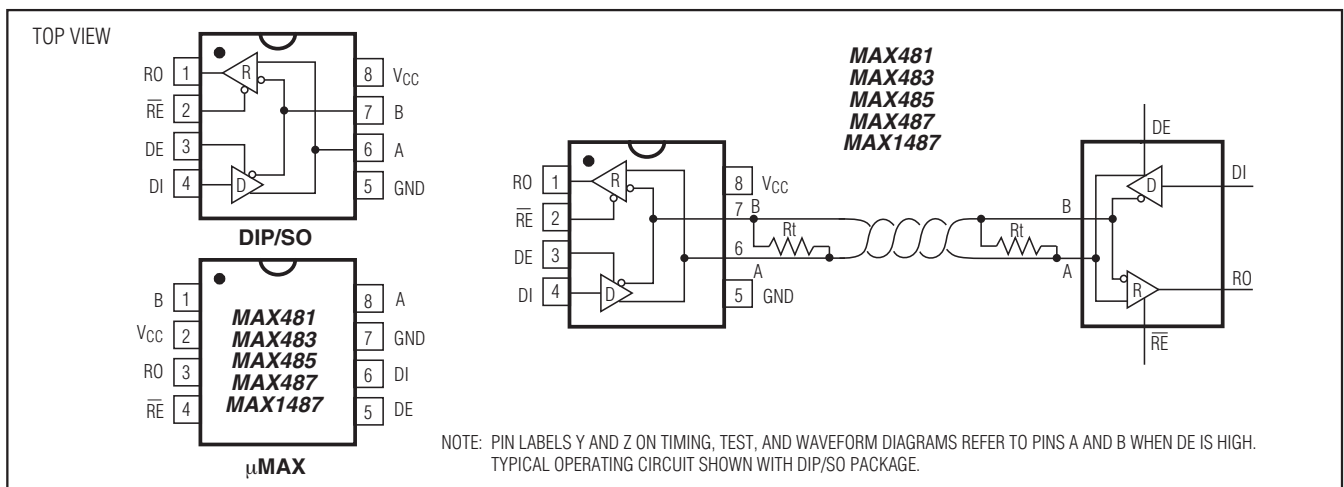 TOP VIEW
RO 1
RE 2
DE 3
DI 4
8 VCC
7 B
6 A
5 GND
R
D
DIP/SO
B 1
VCC 2
RO 3
RE 4
8 A
7 GND
6 DI
5 DE
MAX481
MAX483
MAX485
MAX487
MAX1487
μMAX
MAX481
MAX483
MAX485
MAX487
MAX1487
RO 1
RE 2
DE 3
DI 4
R
D
8 VCC
7 B
6
A
5 GND
Rt
Rt
B
A
DE
D
DI
R
RO
RE
NOTE: PIN LABELS Y AND Z ON TIMING, TEST, AND WAVEFORM DIAGRAMS REFER TO PINS A AND B WHEN DE IS HIGH.
TYPICAL OPERATING CIRCUIT SHOWN WITH DIP/SO PACKAGE.